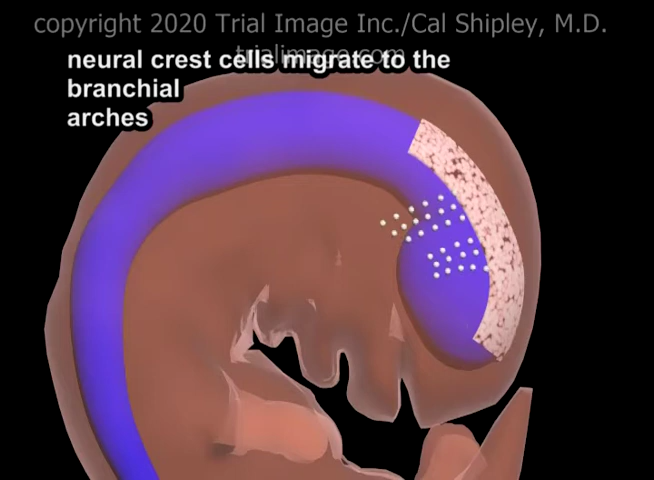 copyright 2020 Trial Image Inc./Cal Shipley, M.D.
trialimage.com
neural crest cells migrate to the
branchial
arches